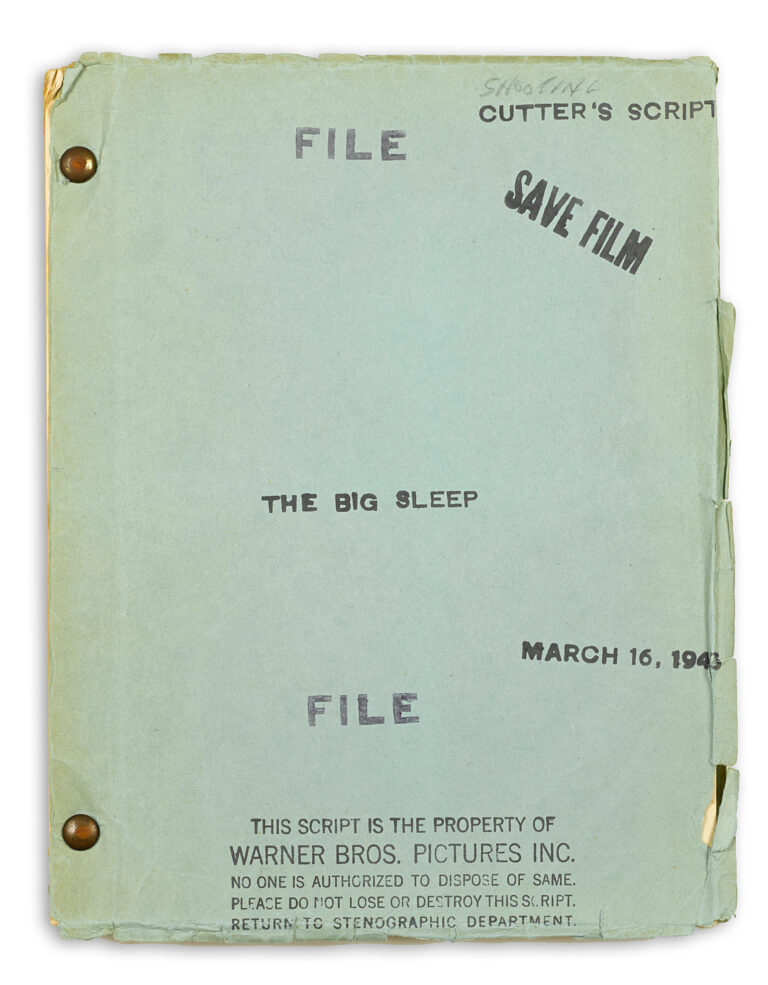 SHOOTING
CUTTER'S SCRIPT
FILE
SAVE FILM
THE BIG SLEEP
MARCH 16, 194
FILE
THIS SCRIPT IS THE PROPERTY OF
WARNER BROS. PICTURES INC.
NO ONE IS AUTHORIZED TO DISPOSE OF SAME.
PLEASE DO NOT LOSE OR DESTROY THIS SCRIPT.
RETURN TO STENOGRAPHIC DEPARTMENT.